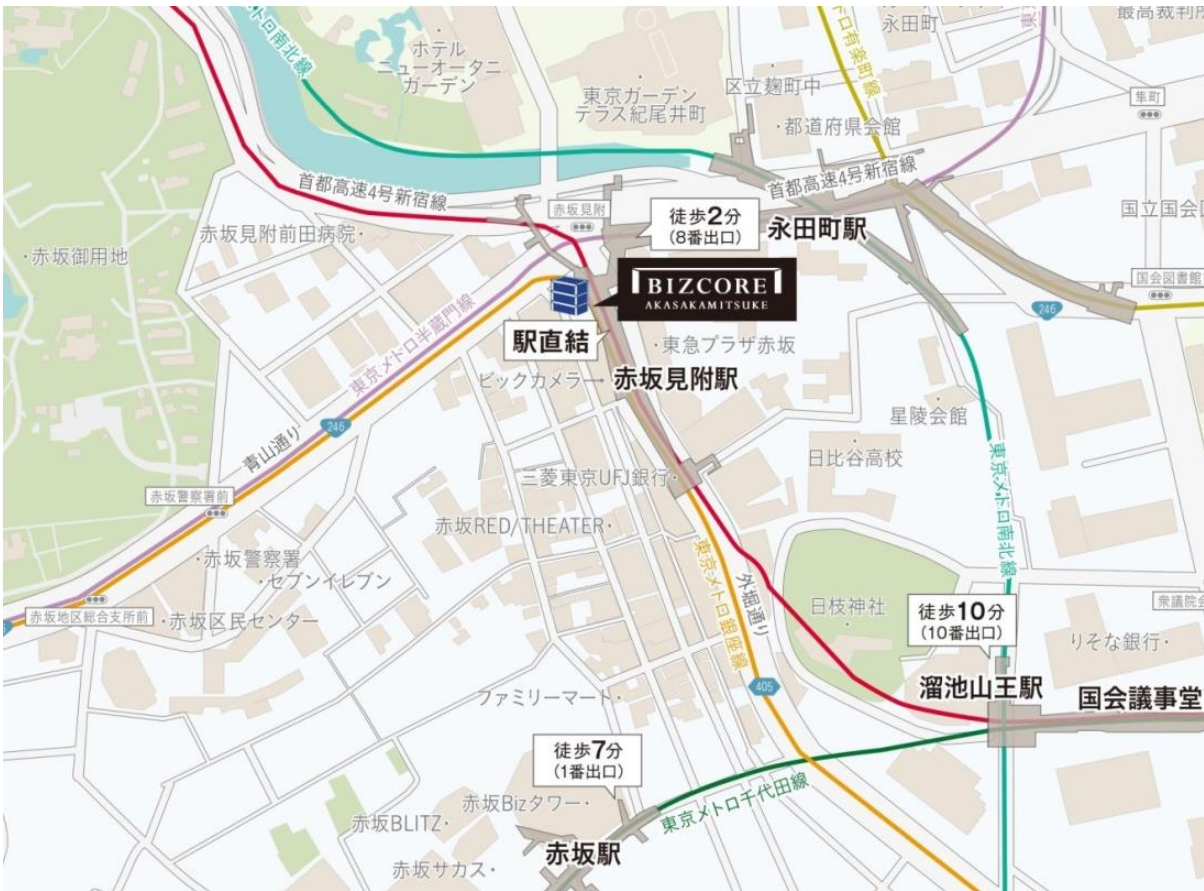 東京メトロ南北線
ホテル
ニューオータニ
ガーデン
東京ガーデン
テラス紀尾井町
東京メトロ有楽町線
永田町
区立麹町中
・都道府県会館
最高裁判所
隼町
首都高速4号新宿線
首都高速4号新宿線
赤坂見附
徒歩2分
(8番出口)
永田町駅
国立国会
・赤坂御用地
赤坂見附前田病院・
BIZCORE
AKASAKAMITSUKE
国会図書館
246
東京メトロ半蔵門線
駅直結
・東急プラザ赤坂
ビックカメラ
赤坂見附駅
246
青山通り
星陵会館
日比谷高校
三菱東京UFJ銀行・
赤坂警察署前
赤坂RED/THEATER・
東京メトロ南北線
東京メトロ銀座線
外堀通り
・赤坂警察署
・セブンイレブン
赤坂地区総合支所前
・赤坂区民センター
日枝神社
徒歩10分
(10番出口)
衆議院
りそな銀行・
ファミリーマート・
405
溜池山王駅
国会議事堂
徒歩7分
(1番出口)
東京メトロ千代田線
赤坂Bizタワー・
赤坂BLITZ・
赤坂サカス・
赤坂駅